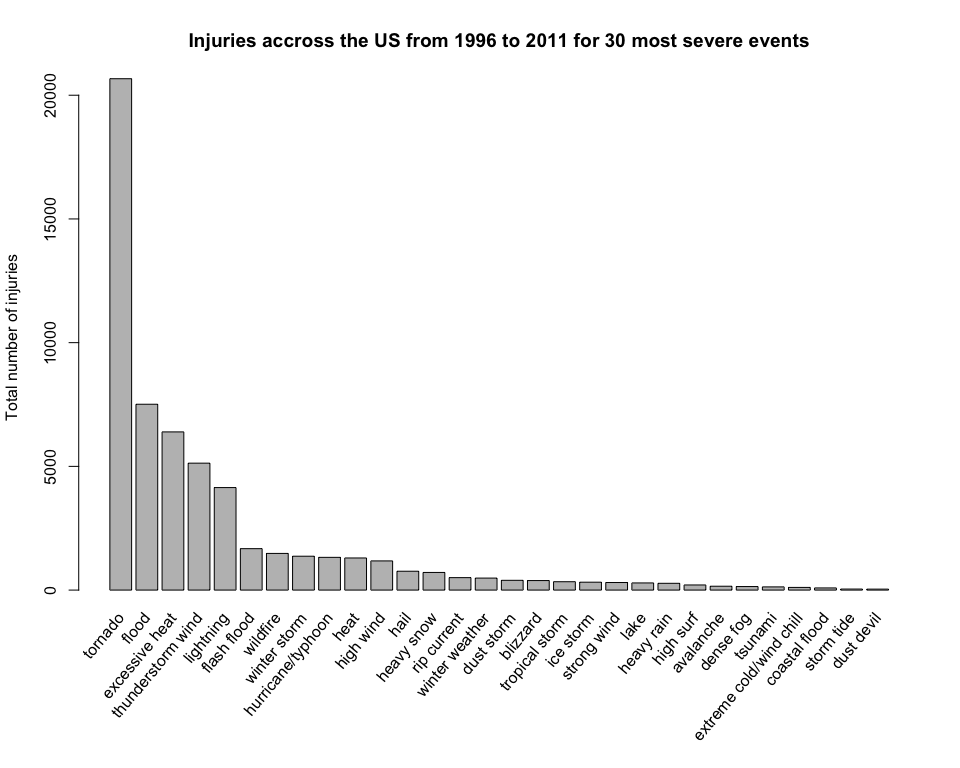 Injuries accross the US from 1996 to 2011 for 30 most severe events
Total number of injuries
20000
15000
10000
5000
0
tornado
flood
excessive heat
thunderstorm wind
lightning
flash flood
wildfire
winter storm
hurricane/typhoon
heat
high wind
hail
heavy snow
rip current
winter weather
dust storm
blizzard
tropical storm
ice storm
strong wind
lake
heavy rain
high surf
avalanche
dense fog
tsunami
extreme cold/wind chill
coastal flood
storm tide
dust devil